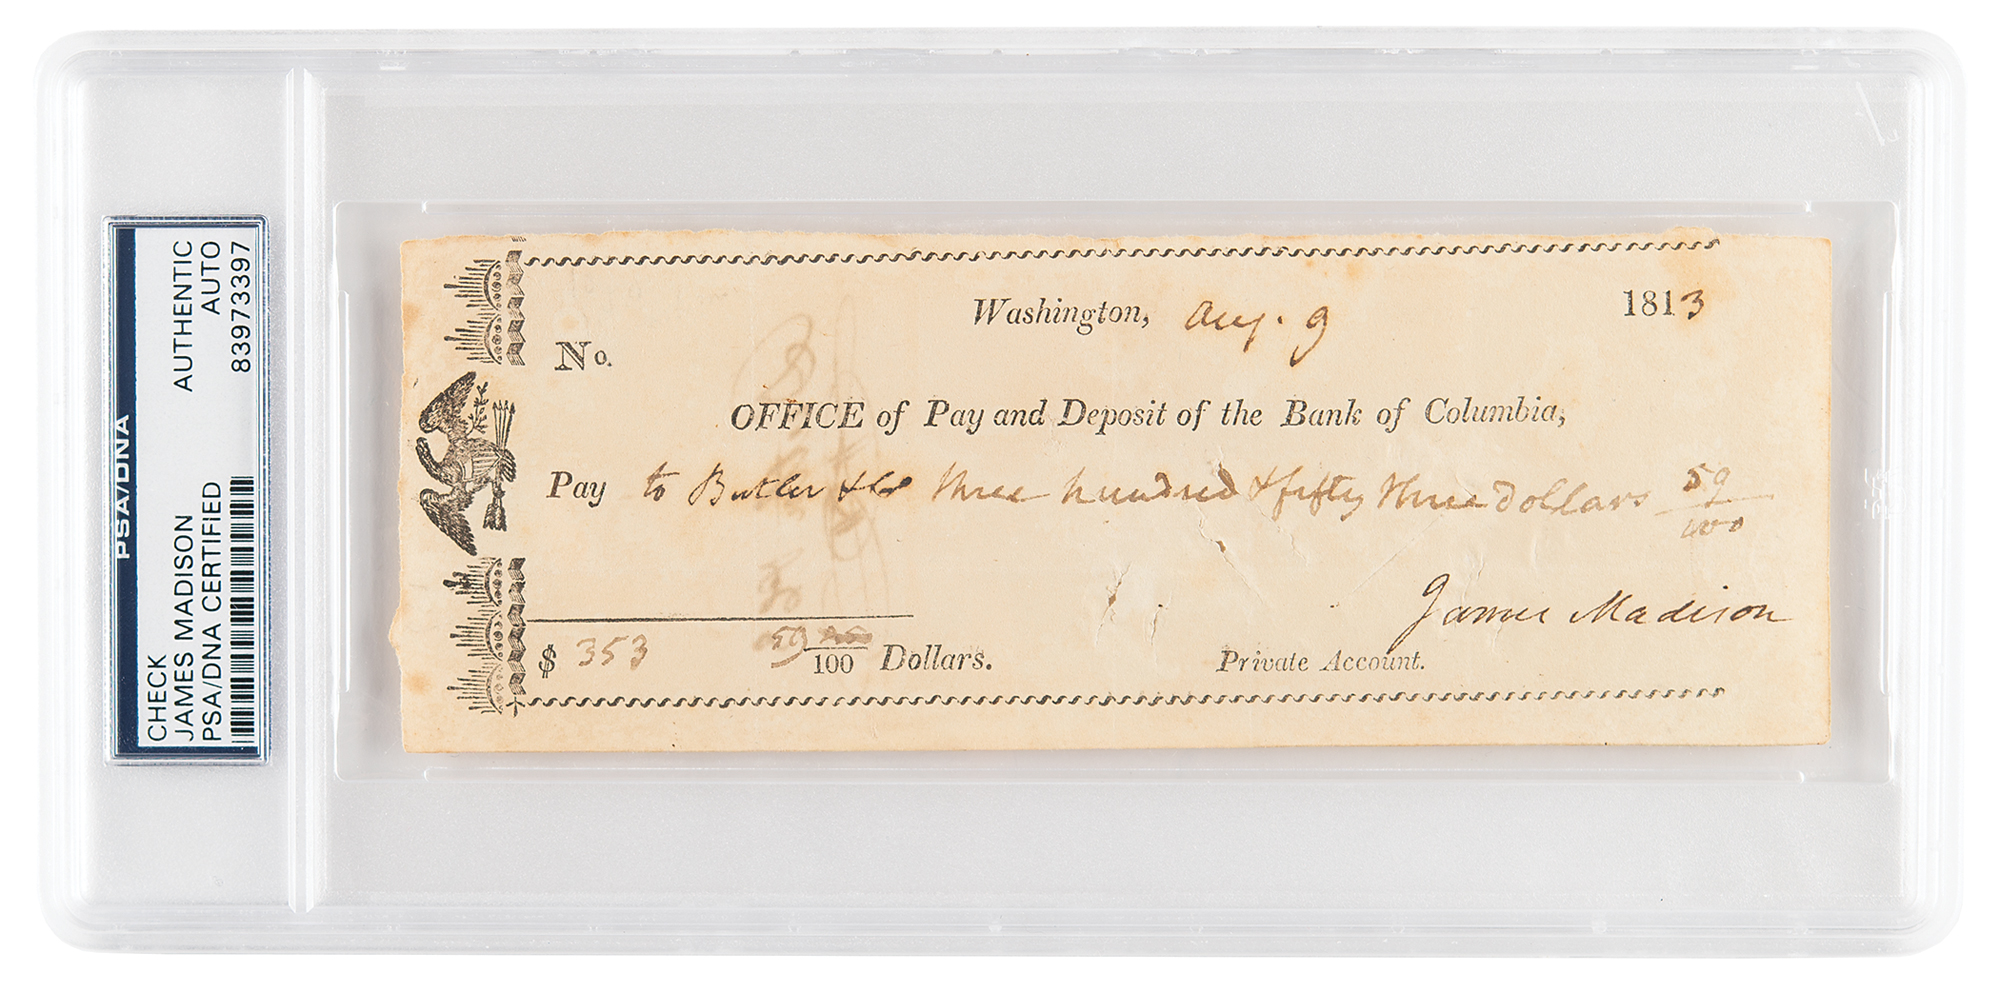 PSA/DNA
CHECK
JAMES MADISON
PSA/DNA CERTIFIED
AUTHENTIC
AUTO
83973397
Washington, Aug. 9 1813
No.
OFFICE of Pay and Deposit of the Bank of Columbia,
Pay to Butler & Co three hundred & fifty three Dollars 59/100
James Madison
$ 353 59/100 Dollars.
Private Account.